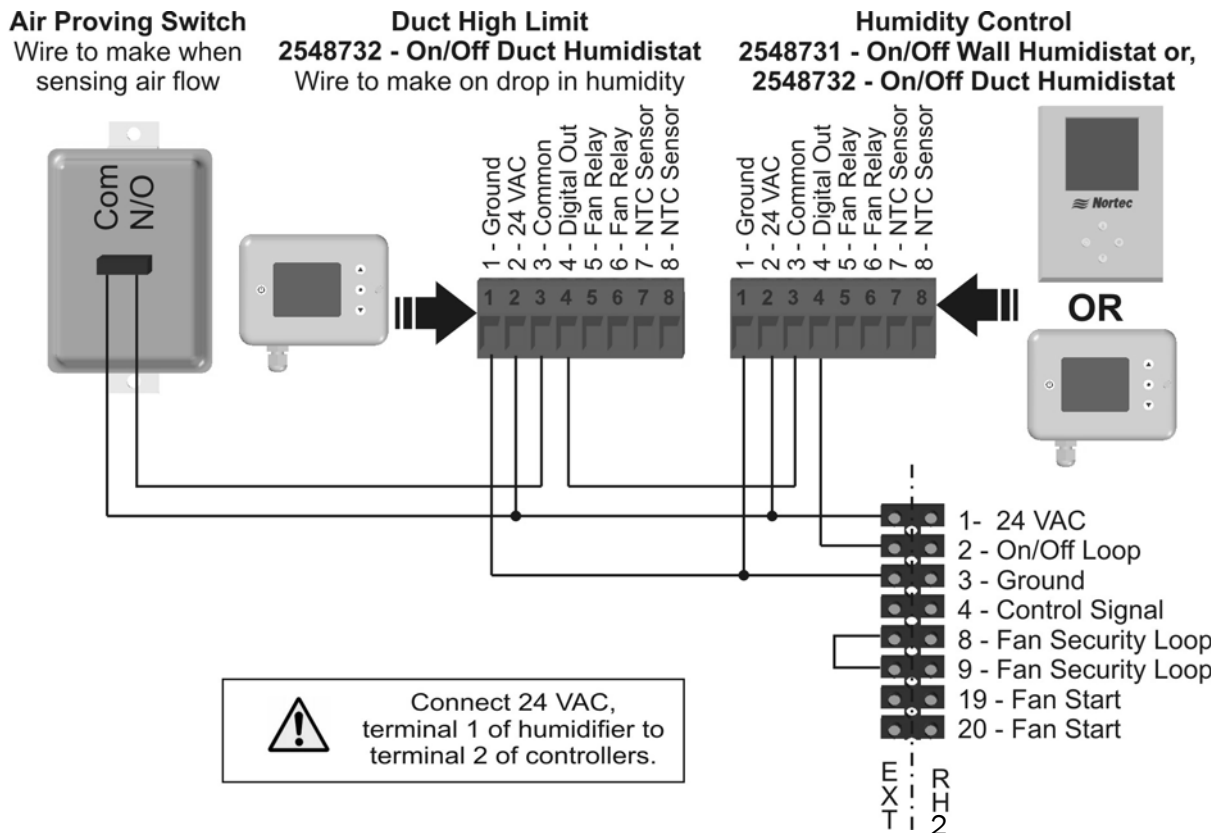 Air Proving Switch
Wire to make when
sensing air flow
Duct High Limit
2548732 - On/Off Duct Humidistat
Wire to make on drop in humidity
Humidity Control
2548731 - On/Off Wall Humidistat or,
2548732 - On/Off Duct Humidistat
Com
N/O
1 - Ground
2 - 24 VAC
3 - Common
4 - Digital Out
5 - Fan Relay
6 - Fan Relay
7 - NTC Sensor
8 - NTC Sensor
1 2 3 4 5 6 7 8
1 - Ground
2 - 24 VAC
3 - Common
4 - Digital Out
5 - Fan Relay
6 - Fan Relay
7 - NTC Sensor
8 - NTC Sensor
1 2 3 4 5 6 7 8
Nortec
OR
1- 24 VAC
2 - On/Off Loop
3 - Ground
4 - Control Signal
8 - Fan Security Loop
9 - Fan Security Loop
19 - Fan Start
20 - Fan Start
EXT
RH2
Connect 24 VAC,
terminal 1 of humidifier to
terminal 2 of controllers.